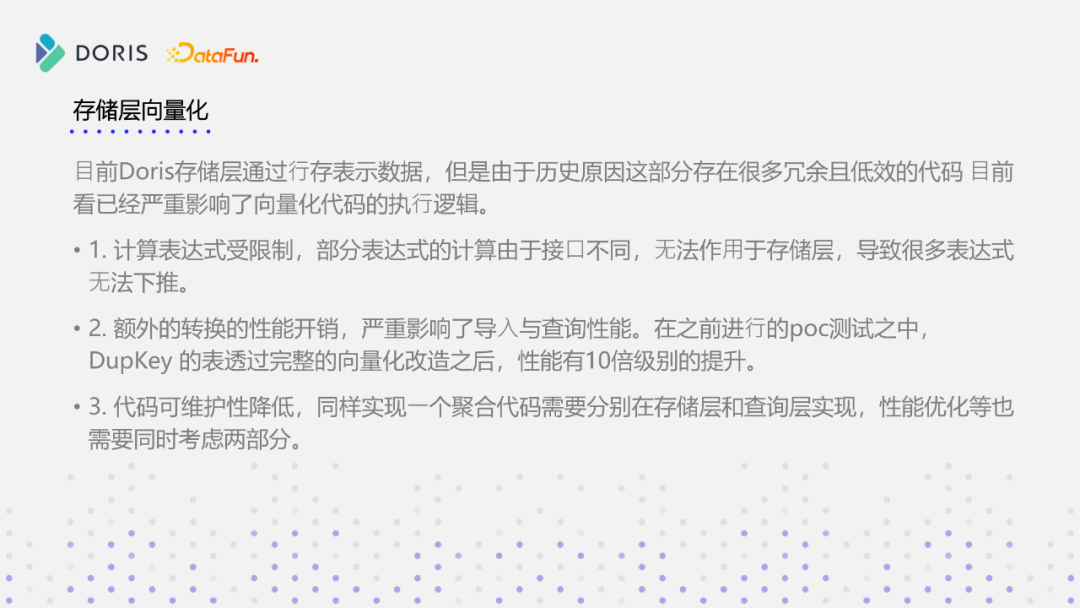 DORIS DataFun.
存储层向量化
目前Doris存储层通过行存表示数据，但是由于历史原因这部分存在很多冗余且低效的代码 目前
看已经严重影响了向量化代码的执行逻辑。
• 1. 计算表达式受限制，部分表达式的计算由于接口不同，无法作用于存储层，导致很多表达式
无法下推。
• 2. 额外的转换的性能开销，严重影响了导入与查询性能。在之前进行的poc测试之中，
DupKey 的表透过完整的向量化改造之后，性能有10倍级别的提升。
• 3. 代码可维护性降低，同样实现一个聚合代码需要分别在存储层和查询层实现，性能优化等也
需要同时考虑两部分。